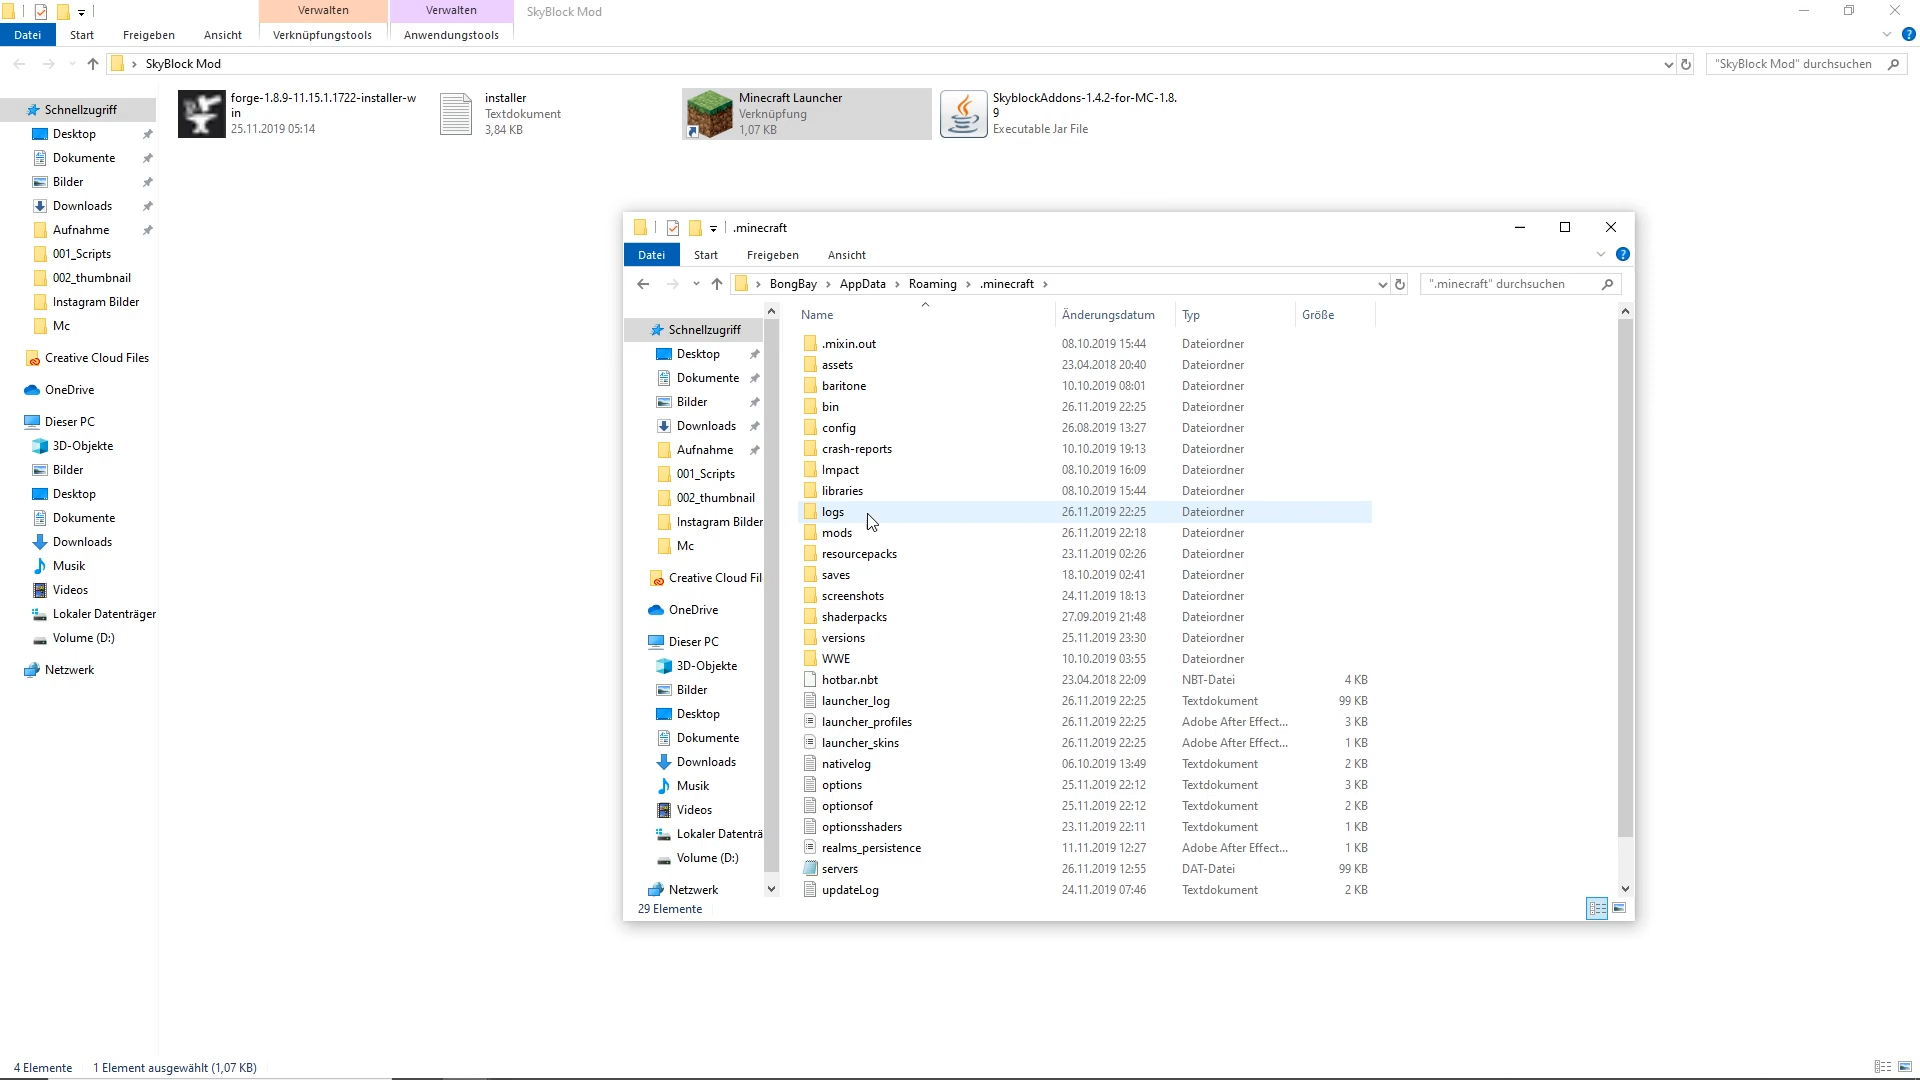 Verwalten
Verwalten
SkyBlock Mod
Datei
Start
Freigeben
Ansicht
Verknüpfungstools
Anwendungstools
SkyBlock Mod
"SkyBlock Mod" durchsuchen
Schnellzugriff
Desktop
Dokumente
Bilder
Downloads
Aufnahme
001_Scripts
002_thumbnail
Instagram Bilder
Mc
Creative Cloud Files
OneDrive
Dieser PC
3D-Objekte
Bilder
Desktop
Dokumente
Downloads
Musik
Videos
Lokaler Datenträger
Volume (D:)
Netzwerk
forge-1.8.9-11.15.1.1722-installer-w
in
25.11.2019 05:14
installer
Textdokument
3,84 KB
Minecraft Launcher
Verknüpfung
1,07 KB
SkyblockAddons-1.4.2-for-MC-1.8.
9
Executable Jar File
.minecraft
Datei
Start
Freigeben
Ansicht
BongBay
AppData
Roaming
.minecraft
".minecraft" durchsuchen
Schnellzugriff
Desktop
Dokumente
Bilder
Downloads
Aufnahme
001_Scripts
002_thumbnail
Instagram Bilder
Mc
Creative Cloud Fil
OneDrive
Dieser PC
3D-Objekte
Bilder
Desktop
Dokumente
Downloads
Musik
Videos
Lokaler Datenträ
Volume (D:)
Netzwerk
Name Änderungsdatum Typ Größe
.mixin.out 08.10.2019 15:44 Dateiordner
assets 23.04.2018 20:40 Dateiordner
baritone 10.10.2019 08:01 Dateiordner
bin 26.11.2019 22:25 Dateiordner
config 26.08.2019 13:27 Dateiordner
crash-reports 10.10.2019 19:13 Dateiordner
Impact 08.10.2019 16:09 Dateiordner
libraries 08.10.2019 15:44 Dateiordner
logs 26.11.2019 22:25 Dateiordner
mods 26.11.2019 22:18 Dateiordner
resourcepacks 23.11.2019 02:26 Dateiordner
saves 18.10.2019 02:41 Dateiordner
screenshots 24.11.2019 18:13 Dateiordner
shaderpacks 27.09.2019 21:48 Dateiordner
versions 25.11.2019 23:30 Dateiordner
WWE 10.10.2019 03:55 Dateiordner
hotbar.nbt 23.04.2018 22:09 NBT-Datei 4 KB
launcher_log 26.11.2019 22:25 Textdokument 99 KB
launcher_profiles 26.11.2019 22:25 Adobe After Effect... 3 KB
launcher_skins 26.11.2019 22:25 Adobe After Effect... 1 KB
nativelog 06.10.2019 13:49 Textdokument 2 KB
options 25.11.2019 22:12 Textdokument 3 KB
optionsof 25.11.2019 22:12 Textdokument 2 KB
optionsshaders 23.11.2019 22:11 Textdokument 1 KB
realms_persistence 11.11.2019 12:27 Adobe After Effect... 1 KB
servers 26.11.2019 12:55 DAT-Datei 99 KB
updateLog 24.11.2019 07:46 Textdokument 2 KB
29 Elemente
4 Elemente
1 Element ausgewählt (1,07 KB)